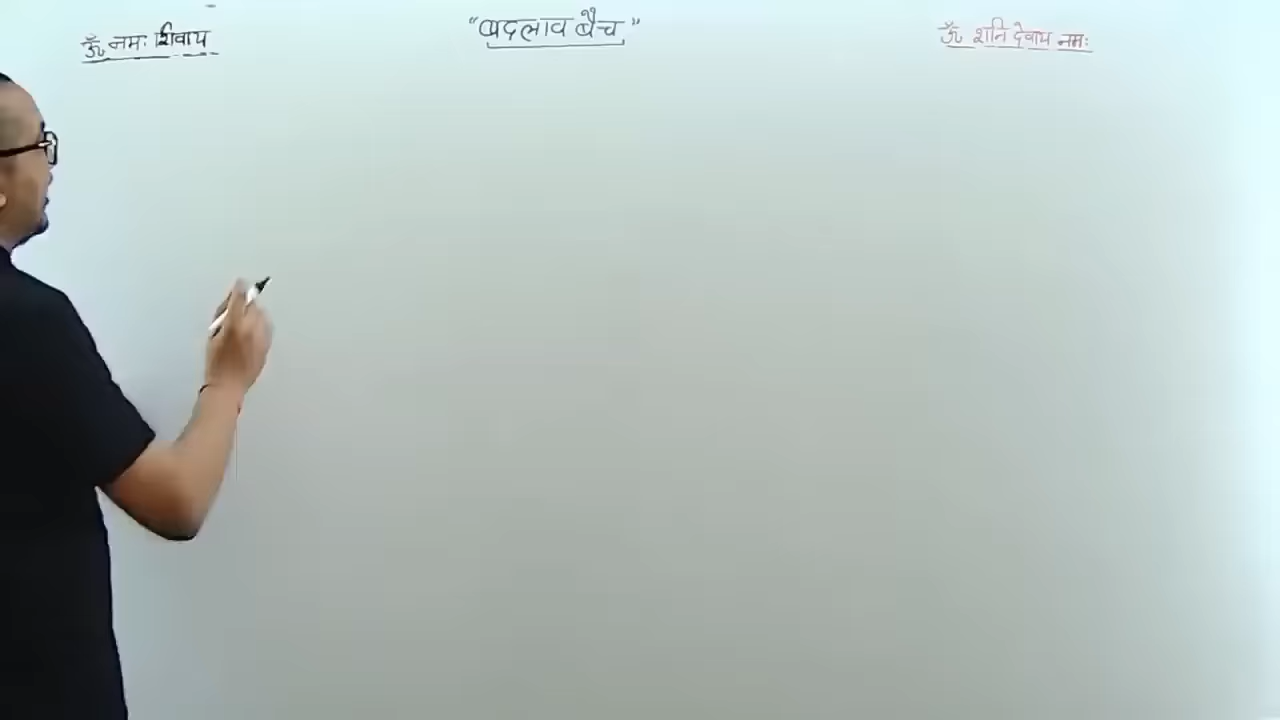 ॐ नमः शिवाय
"बदलाव बैच"
ॐ शनि देवाय नमः